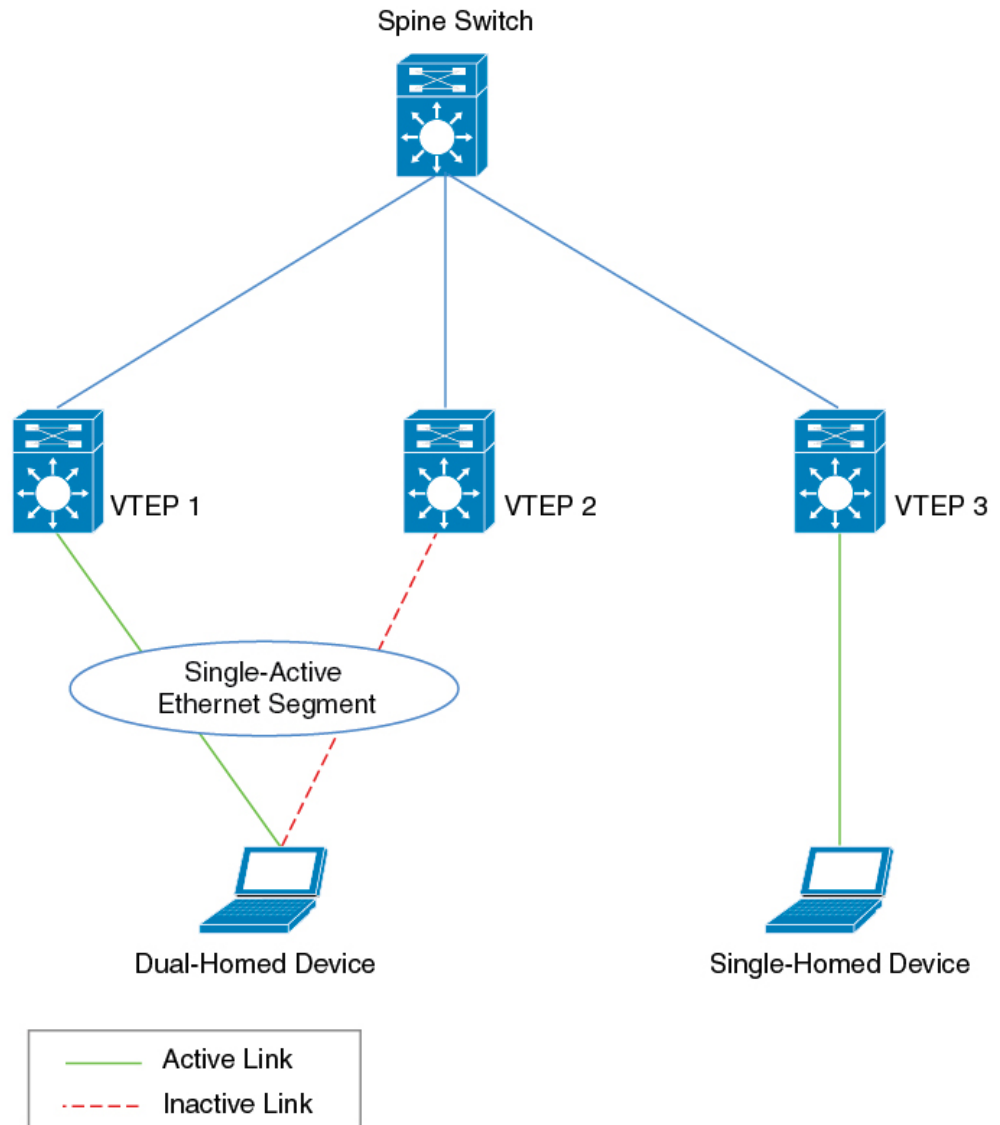 Spine Switch
VTEP 1
VTEP 2
VTEP 3
Single-Active
Ethernet Segment
Dual-Homed Device
Single-Homed Device
Active Link
Inactive Link